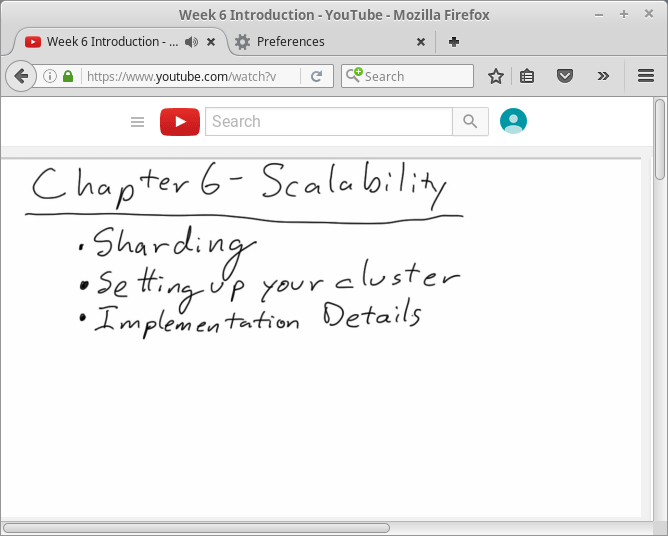 Week 6 Introduction - YouTube - Mozilla Firefox
Week 6 Introduction - ...
Preferences
https://www.youtube.com/watch?v
Search
Search
Chapter 6 - Scalability
• Sharding
• Setting up your cluster
• Implementation Details